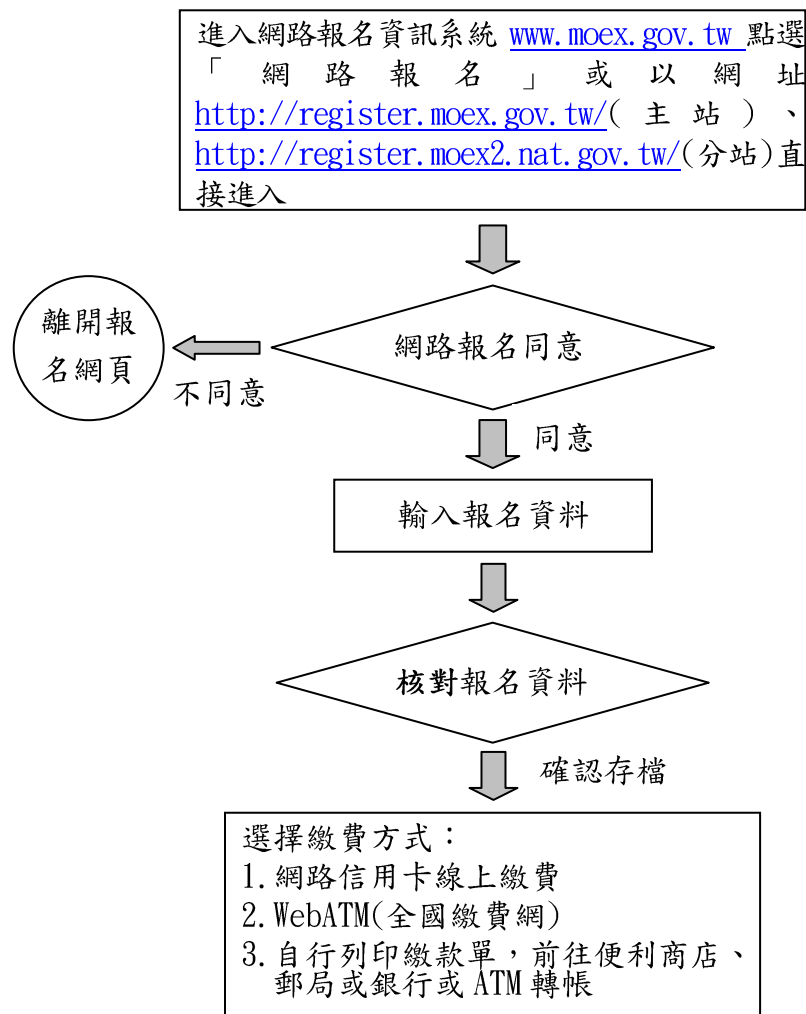 進入網路報名資訊系統 www.moex.gov.tw 點選
「網路報名」或以網址
http://register.moex.gov.tw/(主站)、
http://register.moex2.nat.gov.tw/(分站)直
接進入
網路報名同意
離開報
名網頁
不同意
同意
輸入報名資料
核對報名資料
確認存檔
選擇繳費方式：
1.網路信用卡線上繳費
2.WebATM(全國繳費網)
3.自行列印繳款單，前往便利商店、
郵局或銀行或 ATM 轉帳